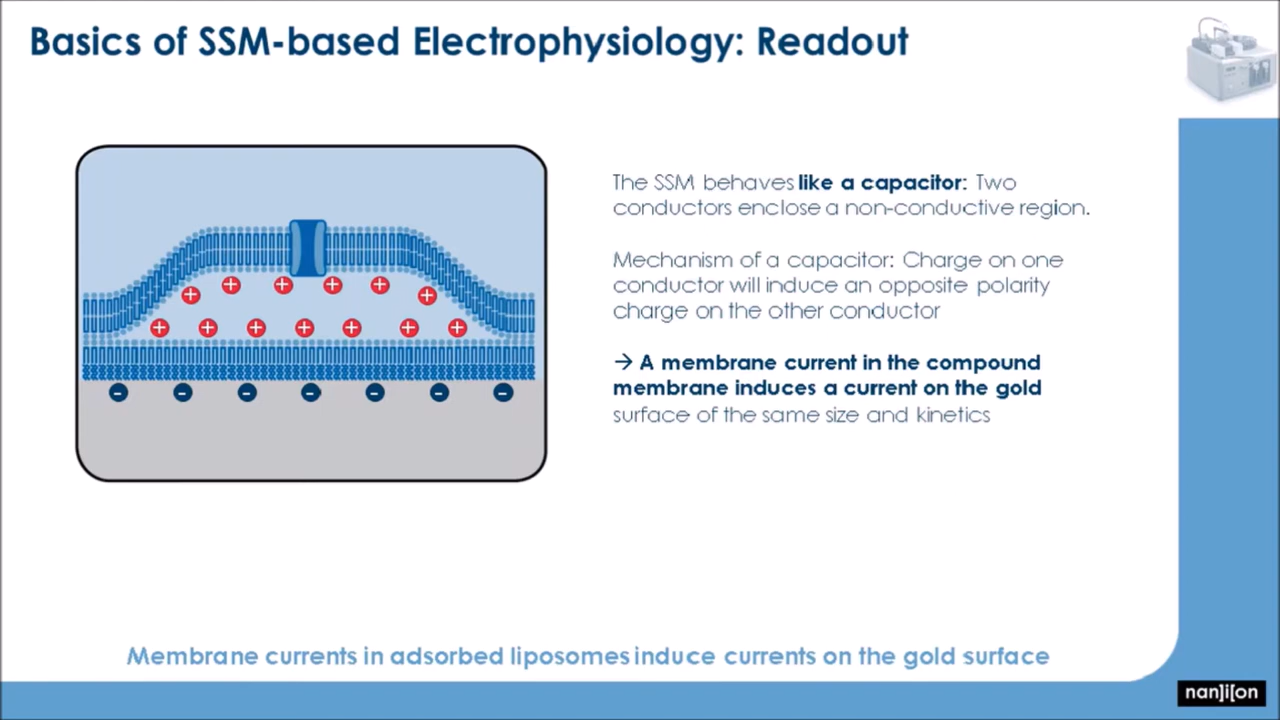 Basics of SSM-based Electrophysiology: Readout
The SSM behaves like a capacitor: Two
conductors enclose a non-conductive region.
Mechanism of a capacitor: Charge on one
conductor will induce an opposite polarity
charge on the other conductor
→ A membrane current in the compound
membrane induces a current on the gold
surface of the same size and kinetics
Membrane currents in adsorbed liposomes induce currents on the gold surface
nan]i[on